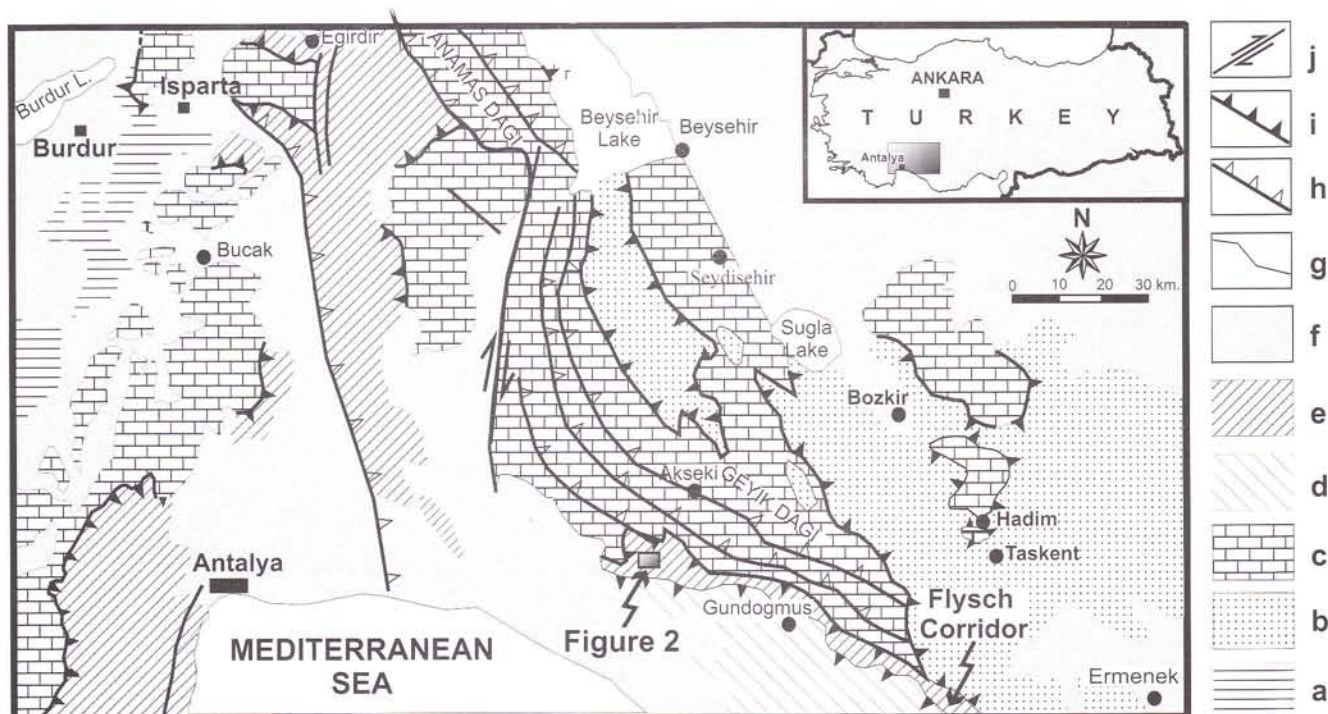 Egirdir
Burdur L.
Isparta
Burdur
ANAMAS DAGI
Beysehir
Lake
Beysehir
Bucak
Seydisehir
Sugla
Lake
Bozkir
Akseki
GEYIK DAGI
Hadim
Taskent
Antalya
Gundogmus
Flysch
Corridor
Figure 2
MEDITERRANEAN
SEA
Ermenek
ANKARA
T U R K E Y
Antalya
N
0 10 20 30 km.
j
i
h
g
f
e
d
c
b
a